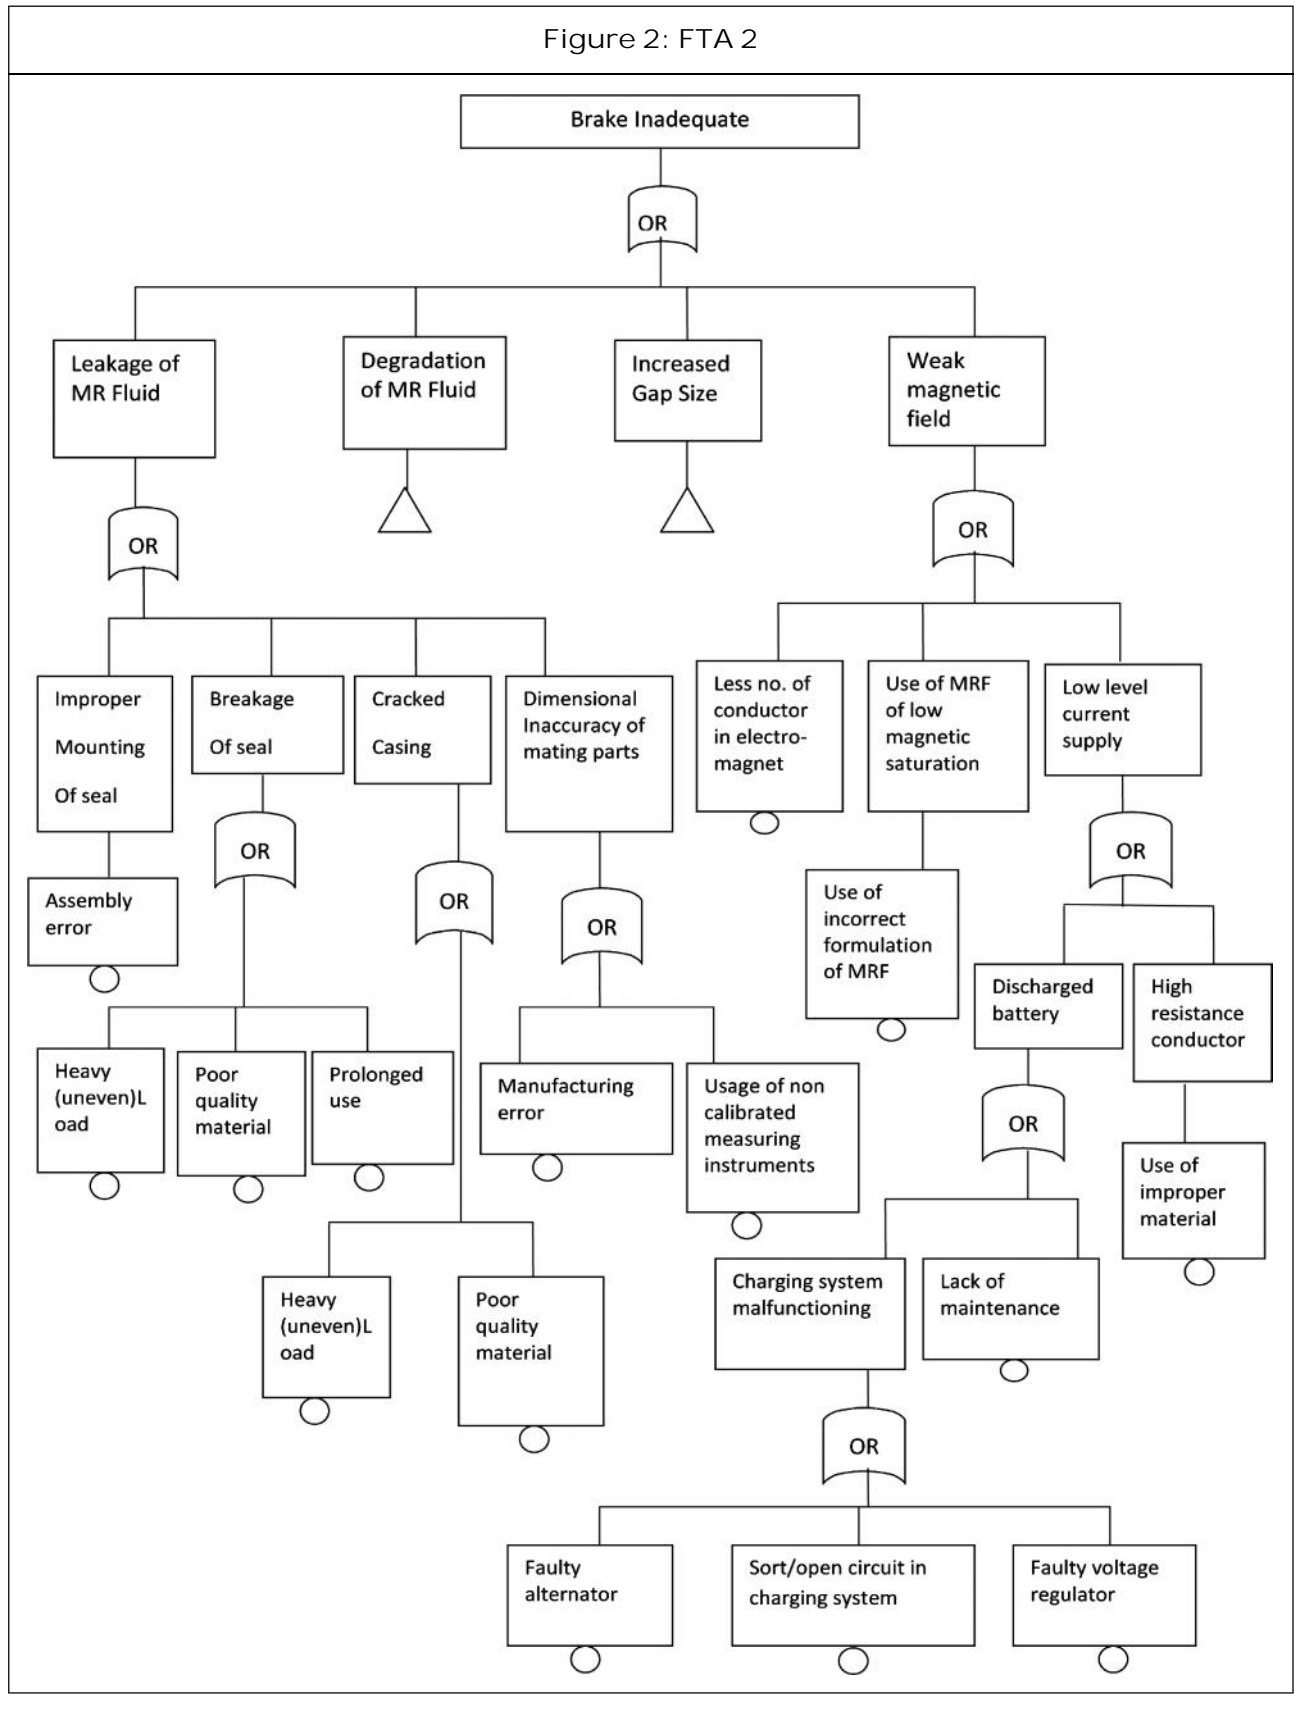 Figure 2: FTA 2
Brake Inadequate
OR
Leakage of
MR Fluid
Degradation
of MR Fluid
Increased
Gap Size
Weak
magnetic
field
OR
OR
Improper
Mounting
Of seal
Breakage
Of seal
Cracked
Casing
Dimensional
Inaccuracy of
mating parts
Less no. of
conductor
in electro-
magnet
Use of MRF
of low
magnetic
saturation
Low level
current
supply
OR
OR
OR
OR
Assembly
error
Use of
incorrect
formulation
of MRF
Discharged
battery
High
resistance
conductor
Heavy
(uneven)L
oad
Poor
quality
material
Prolonged
use
Manufacturing
error
Usage of non
calibrated
measuring
instruments
OR
Use of
improper
material
Heavy
(uneven)L
oad
Poor
quality
material
Charging system
malfunctioning
Lack of
maintenance
OR
Faulty
alternator
Sort/open circuit in
charging system
Faulty voltage
regulator